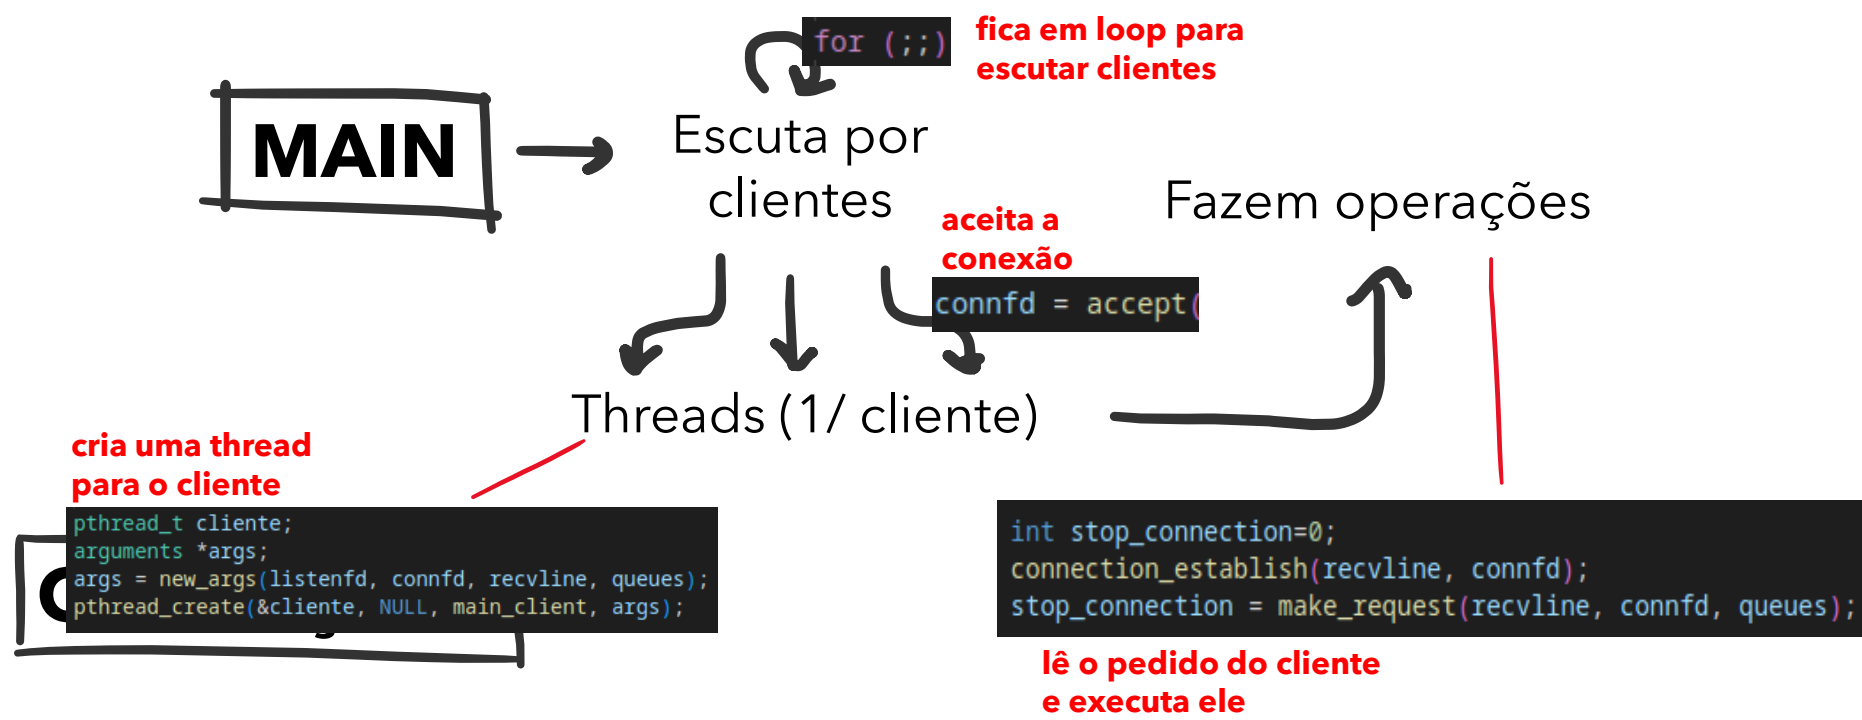 for (;;)
fica em loop para
escutar clientes
MAIN
Escuta por
clientes
aceita a
conexão
connfd = accept(
Fazem operações
Threads (1/ cliente)
cria uma thread
para o cliente
pthread_t cliente;
arguments *args;
args = new_args(listenfd, connfd, recvline, queues);
pthread_create(&cliente, NULL, main_client, args);
int stop_connection=0;
connection_establish(recvline, connfd);
stop_connection = make_request(recvline, connfd, queues);
lê o pedido do cliente
e executa ele